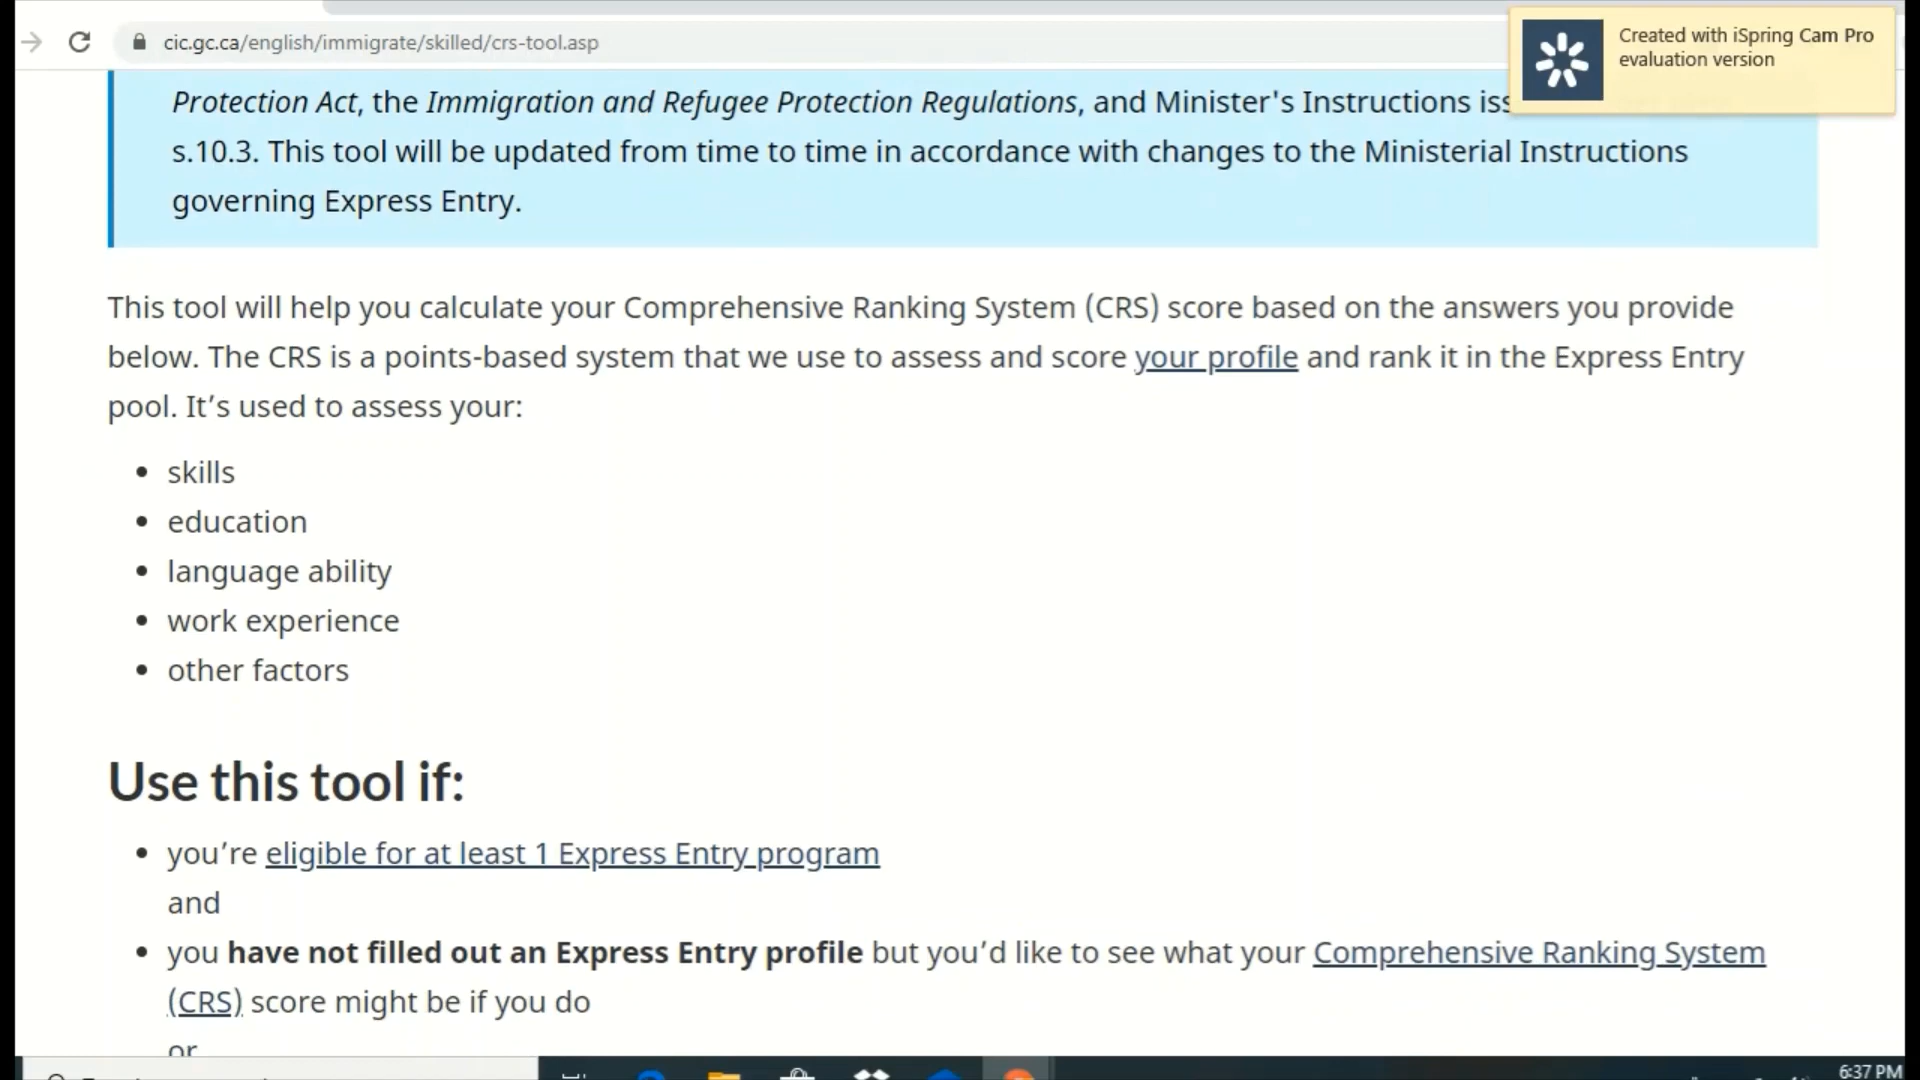 cic.gc.ca/english/immigrate/skilled/crs-tool.asp
Created with iSpring Cam Pro
evaluation version
Protection Act, the Immigration and Refugee Protection Regulations, and Minister's Instructions
s.10.3. This tool will be updated from time to time in accordance with changes to the Ministerial Instructions
governing Express Entry.
This tool will help you calculate your Comprehensive Ranking System (CRS) score based on the answers you provide
below. The CRS is a points-based system that we use to assess and score your profile and rank it in the Express Entry
pool. It’s used to assess your:
• skills
• education
• language ability
• work experience
• other factors
Use this tool if:
• you’re eligible for at least 1 Express Entry program
and
• you have not filled out an Express Entry profile but you’d like to see what your Comprehensive Ranking System
(CRS) score might be if you do
or
6:37 PM